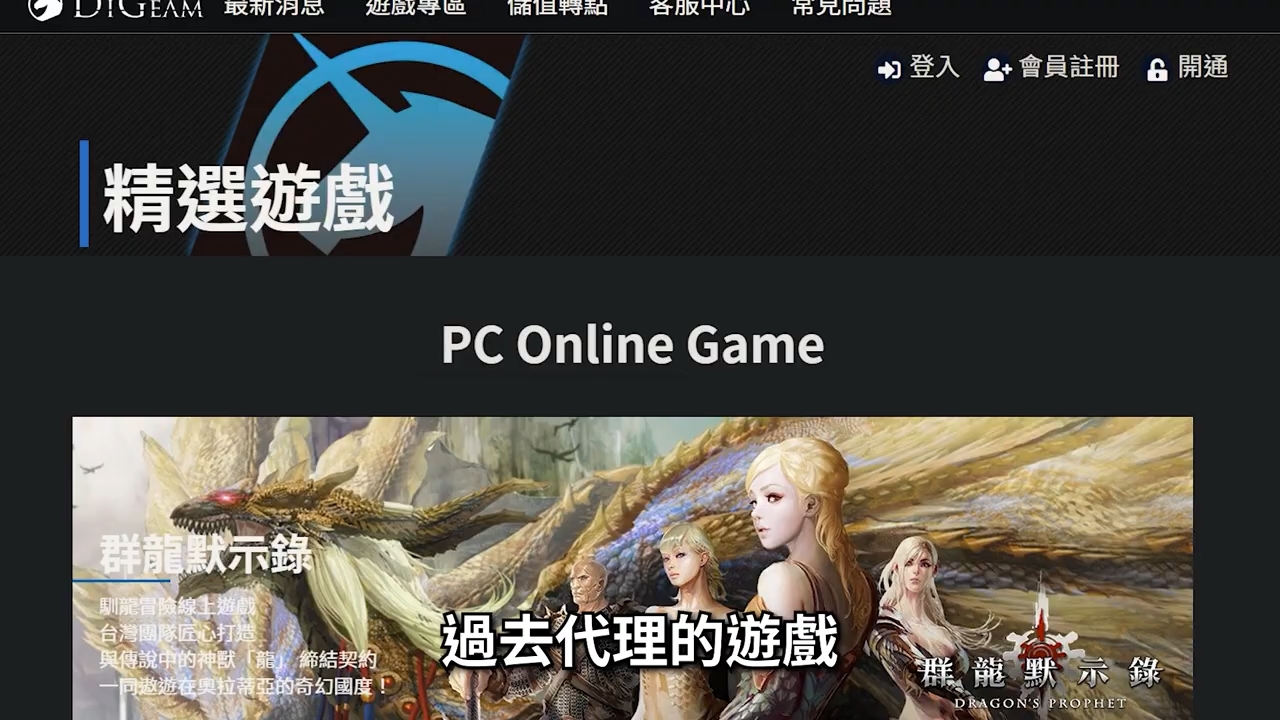 DiGeam 最新消息 遊戲專區 儲值轉點 客服中心 常見問題
登入 會員註冊 開通
精選遊戲
PC Online Game
群龍默示錄
馴龍冒險線上遊戲
台灣團隊匠心打造
與傳說中的神獸「龍」締結契約
一同遨遊在奧拉蒂亞的奇幻國度！
過去代理的遊戲
群龍默示錄
DRAGON'S PROPHET